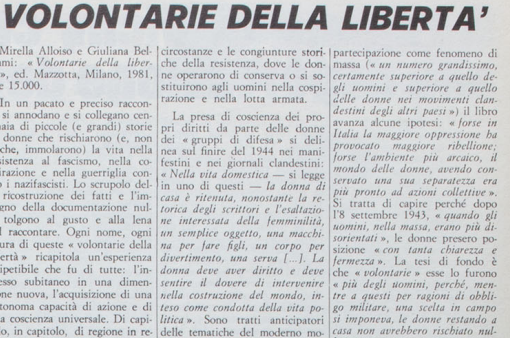 VOLONTARIE DELLA LIBERTA'
Mirella Alloiso e Giuliana Bel-
ami: « Volontarie della liber-
», ed. Mazzotta, Milano, 1981,
e 15.000.
In un pacato e preciso raccon-
si annodano e si collegano cen-
naia di piccole (e grandi) storie
donne che rischiarono (e, non
che, immolarono) la vita nella
sistenza al fascismo, nella co-
irazione e nella guerriglia con-
i nazifascisti. Lo scrupolo del-
ricostruzione dei fatti e l'im-
gno della documentazione nul-
tolgono al gusto e alla lena
l raccontare. Ogni nome, ogni
ura di queste « volontarie della
ertà » ricapitola un'esperienza
ipetibile che fu di tutte: l'in-
esso subitaneo in una dimen-
ne nuova, l'acquisizione di una
tonoma capacità di azione e di
a coscienza universale. Di capi-
o, in capitolo, di regione in re-
circostanze e le congiunture stori-
che della resistenza, dove le don-
ne operarono di conserva o si so-
stituirono agli uomini nella cospi-
razione e nella lotta armata.
La presa di coscienza dei pro-
pri diritti da parte delle donne
dei « gruppi di difesa » si deli-
nea sul finire del 1944 nei mani-
festini e nei giornali clandestini:
« Nella vita domestica — si legge
in uno di questi — la donna di
casa è ritenuta, nonostante la re-
torica degli scrittori e l'esaltazio-
ne interessata della femminilità,
un semplice oggetto, una macchi-
na per fare figli, un corpo per
divertimento, una serva [...]. La
donna deve aver diritto e deve
sentire il dovere di intervenire
nella costruzione del mondo, in-
teso come condotta della vita po-
litica ». Sono tratti anticipatori
delle tematiche del moderno mo-
partecipazione come fenomeno di
massa (« un numero grandissimo,
certamente superiore a quello de-
gli uomini e superiore a quello
delle donne nei movimenti clan-
destini degli altri paesi ») il libro
avanza alcune ipotesi: « forse in
Italia la maggiore oppressione ha
provocato maggiore ribellione;
forse l'ambiente più arcaico, il
mondo delle donne, avendo con-
servato una sua separatezza era
più pronto ad azioni collettive ».
Si tratta di capire perché dopo
l'8 settembre 1943, « quando gli
uomini, nella massa, erano più di-
sorientati », le donne presero po-
sizione « con tanta chiarezza e
fermezza ». La tesi di fondo è
che « volontarie » esse lo furono
« più degli uomini, perché, men-
tre a questi per ragioni di obbli-
go militare, una scelta in campo
si imponeva, le donne restando a
casa non avrebbero rischiato nul-